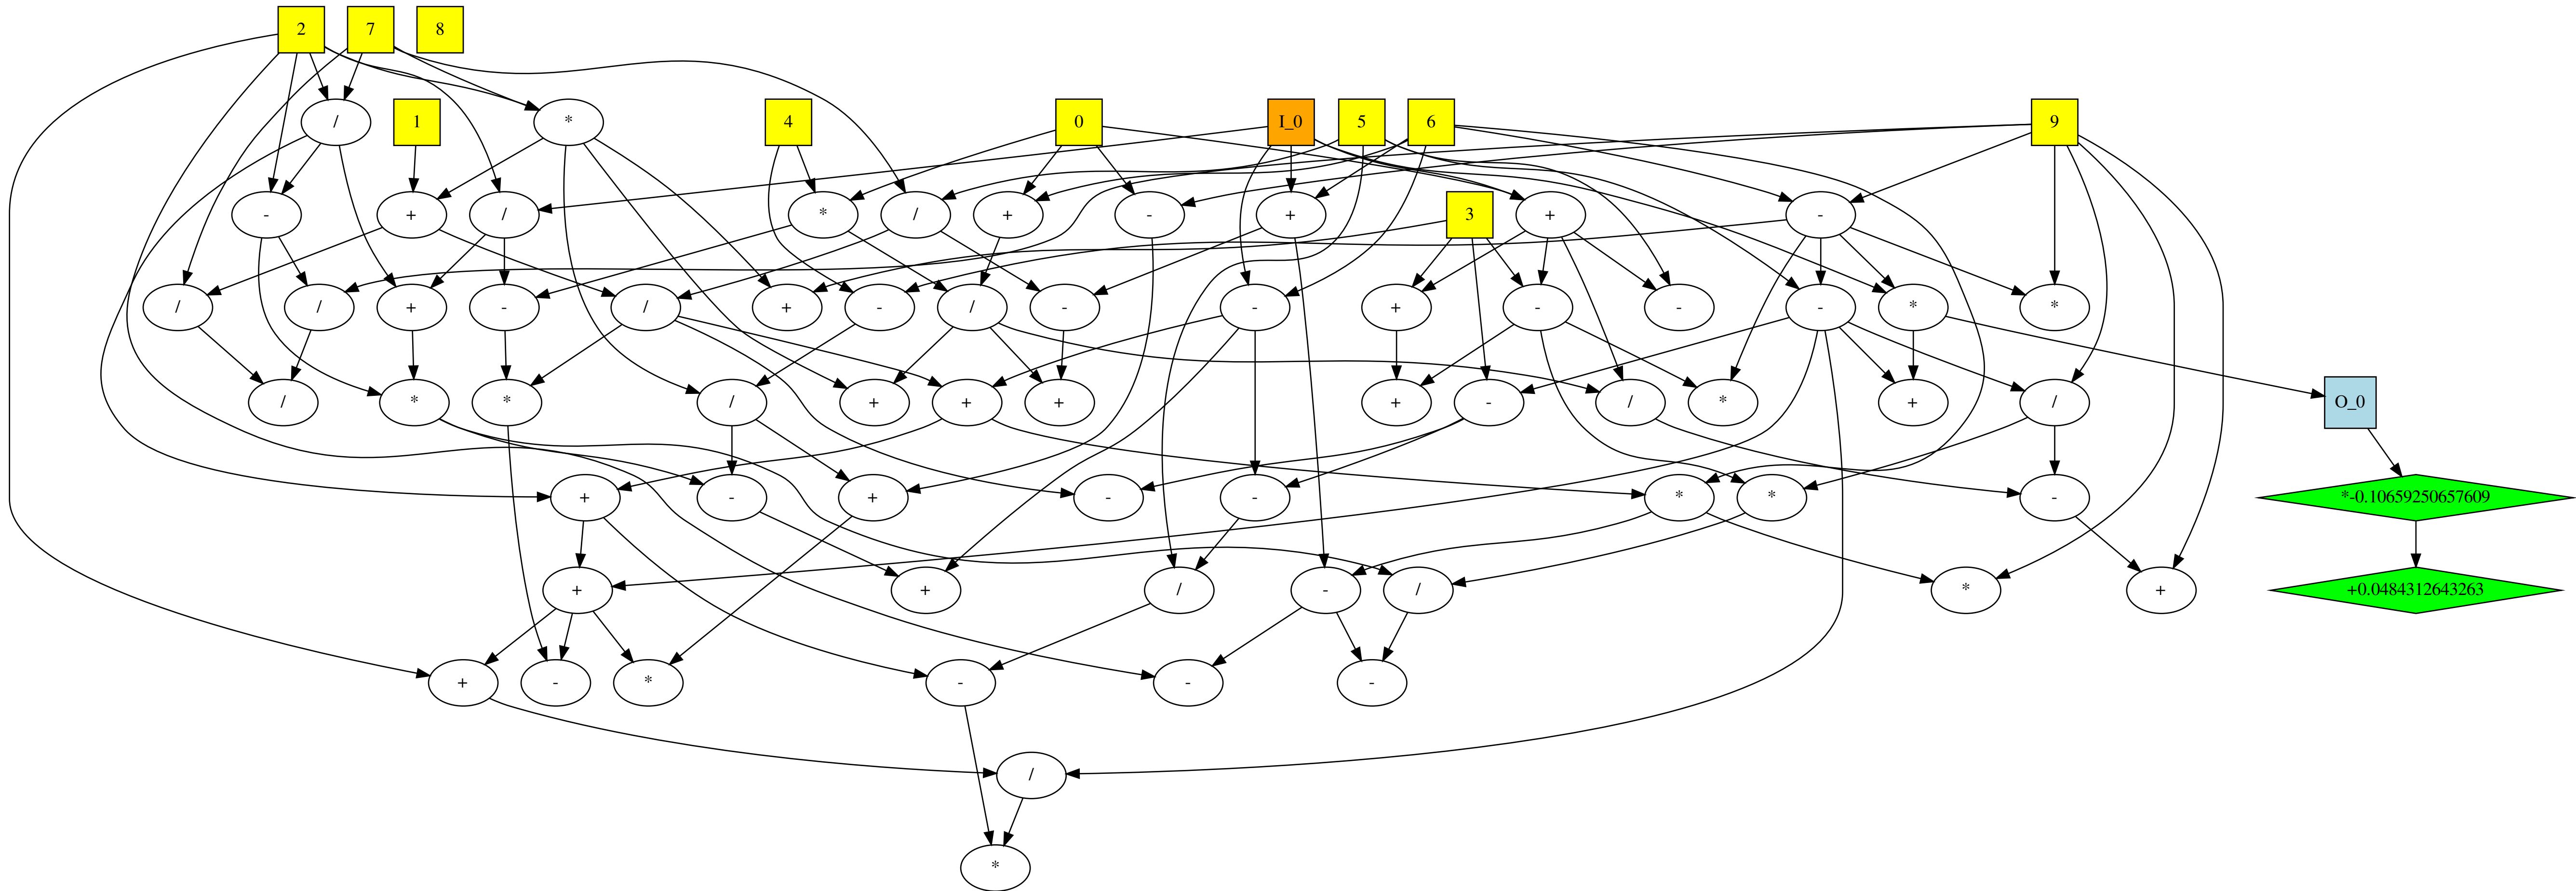 2 7 8
/ 1 * 4 0 I_0 5 6 9
- + / * / + - + 3 + -
/ / + - / + - / - - + - - - * *
/ * * / + + + + - / * + / O_0
+ - + - - * * - *-0.10659250657609
+ + / - / * + +0.0484312643263
+ - * - - -
/
*